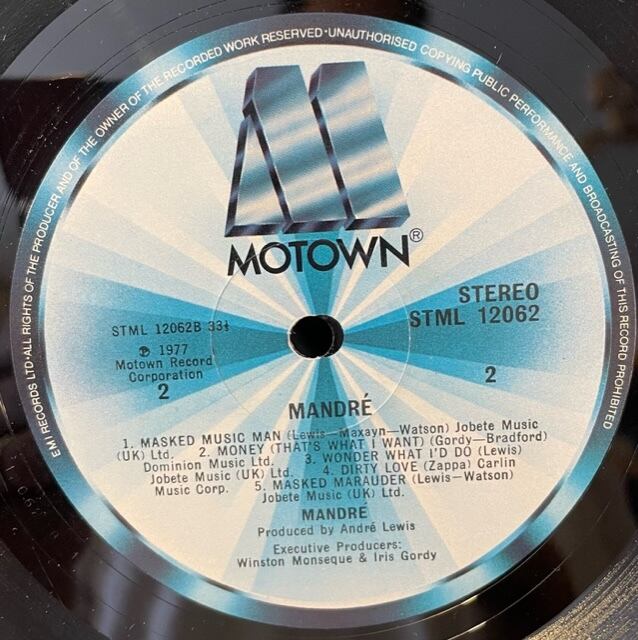 EMI RECORDS LTD·ALL RIGHTS OF THE PRODUCER AND OF THE OWNER OF THE RECORDED WORK RESERVED·UNAUTHORISED COPYING PUBLIC PERFORMANCE AND BROADCASTING OF THIS RECORD PROHIBITED
M
MOTOWN®
STEREO
STML 12062
STML 12062B 33⅓
℗ 1977
Motown Record
Corporation
2
2
MANDRÉ
1. MASKED MUSIC MAN (Lewis—Maxayn—Watson) Jobete Music
(UK) Ltd. 2. MONEY (THAT'S WHAT I WANT) (Gordy—Bradford)
Dominion Music Ltd. 3. WONDER WHAT I'D DO (Lewis)
Jobete Music (UK) Ltd. 4. DIRTY LOVE (Zappa) Carlin
Music Corp. 5. MASKED MARAUDER (Lewis—Watson)
Jobete Music (UK) Ltd.
MANDRÉ
Produced by André Lewis
Executive Producers:
Winston Monseque & Iris Gordy